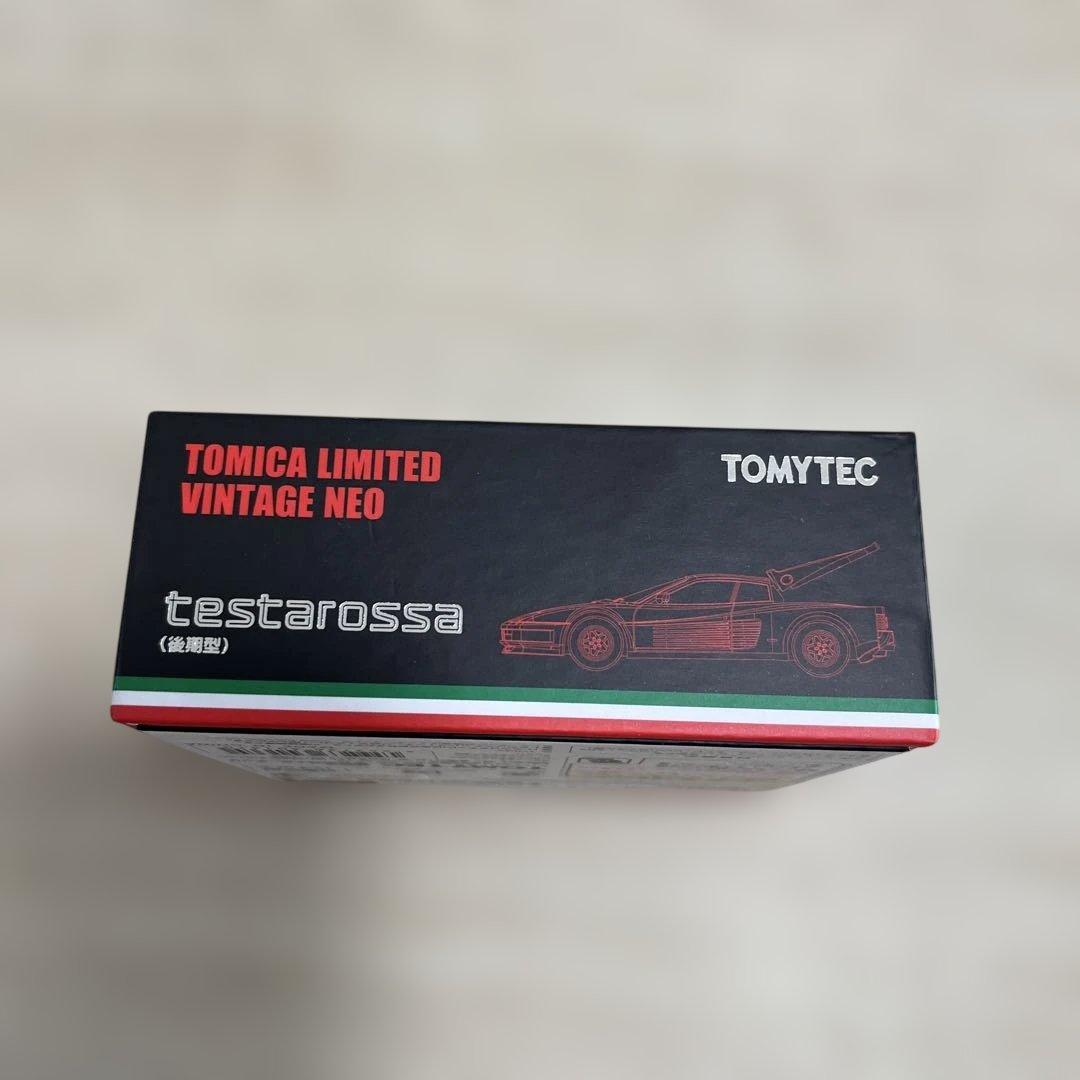 TOMICA LIMITED
VINTAGE NEO
TOMYTEC
testarossa
(後期型)